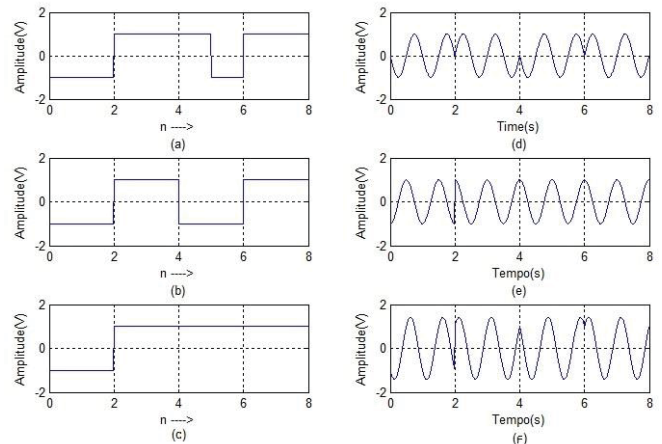 2
0
-2
Amplitude(V)
0 2 4 6 8
n ---->
(a)
2
0
-2
Amplitude(V)
0 2 4 6 8
Time(s)
(d)
2
0
-2
Amplitude(V)
0 2 4 6 8
n ---->
(b)
2
0
-2
Amplitude(V)
0 2 4 6 8
Tempo(s)
(e)
2
0
-2
Amplitude(V)
0 2 4 6 8
n ---->
(c)
2
0
-2
Amplitude(V)
0 2 4 6 8
Tempo(s)
(F)